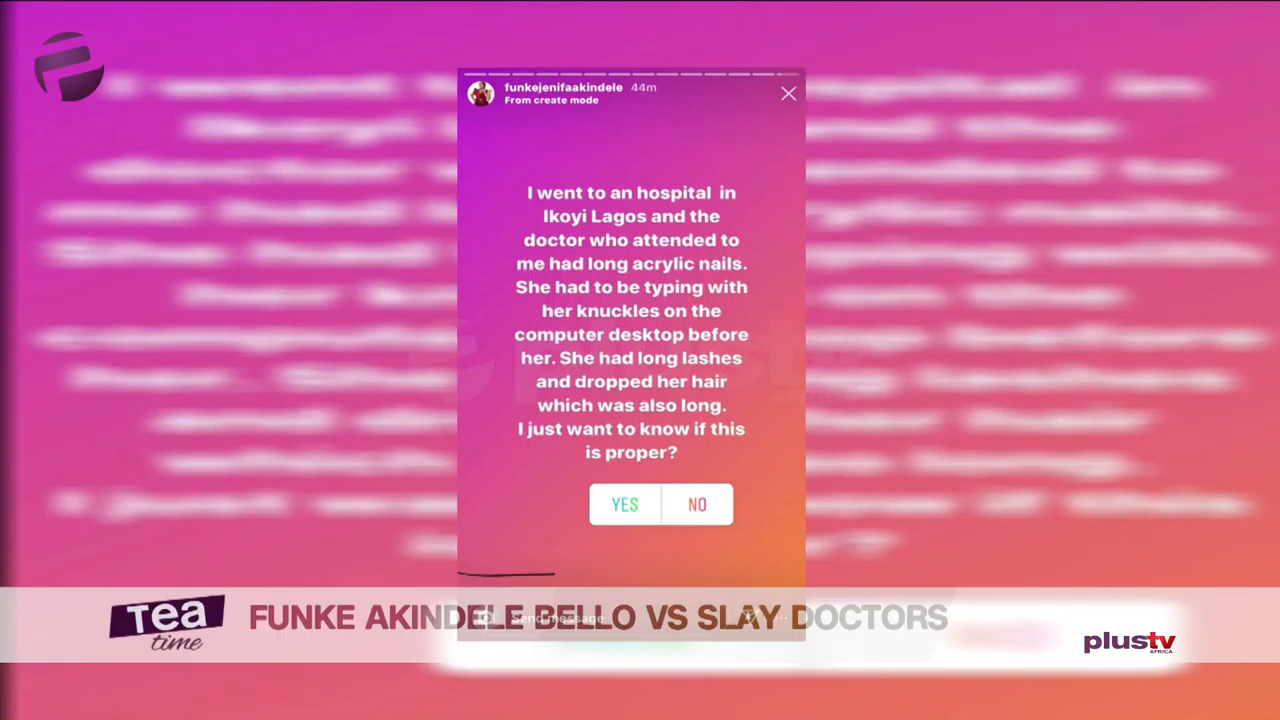 funkejenifaakindele 44m
From create mode
I went to an hospital in
Ikoyi Lagos and the
doctor who attended to
me had long acrylic nails.
She had to be typing with
her knuckles on the
computer desktop before
her. She had long lashes
and dropped her hair
which was also long.
I just want to know if this
is proper?
YES NO
Send message
Tea
time
FUNKE AKINDELE BELLO VS SLAY DOCTORS
plustv
AFRICA